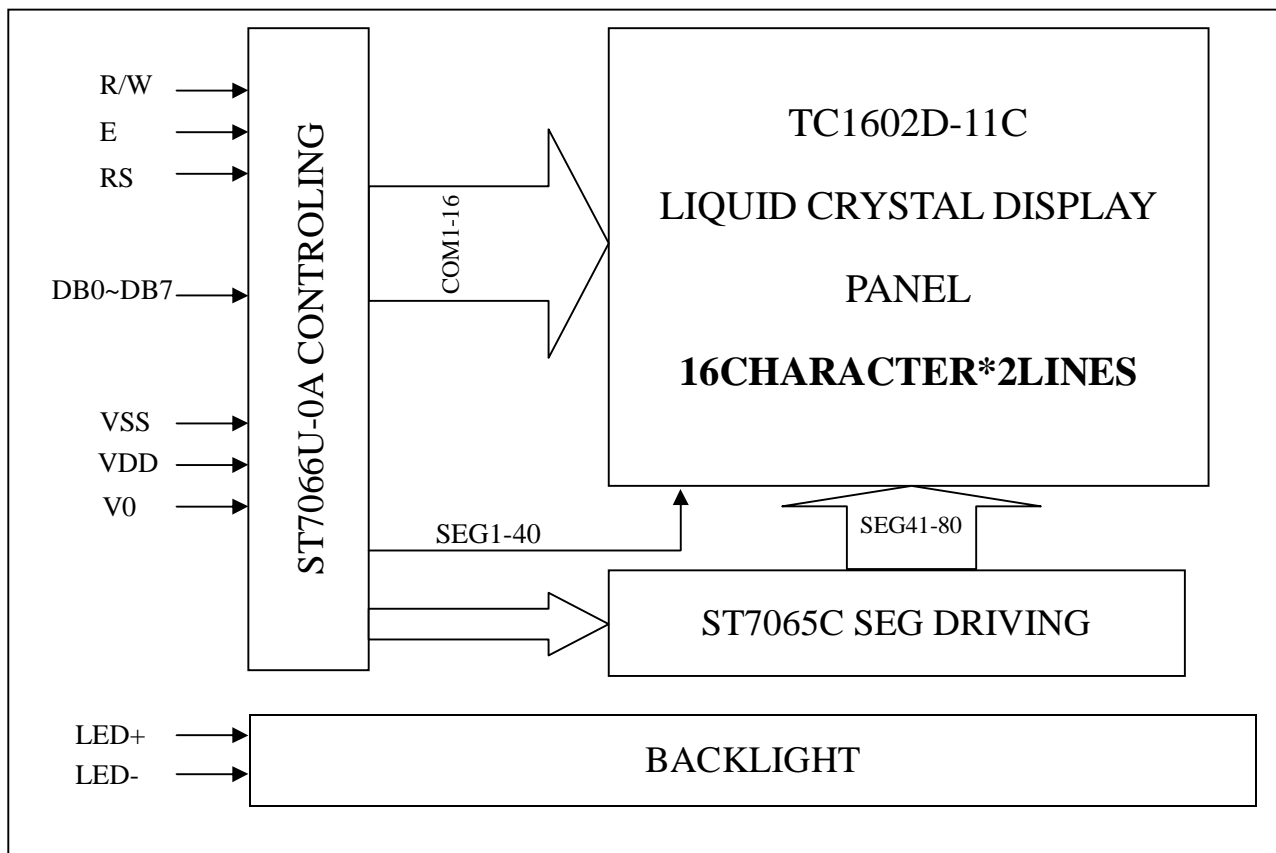 R/W
E
RS
DB0~DB7
VSS
VDD
V0
ST7066U-0A CONTROLING
COM1-16
TC1602D-11C
LIQUID CRYSTAL DISPLAY
PANEL
16CHARACTER*2LINES
SEG1-40
SEG41-80
ST7065C SEG DRIVING
LED+
LED-
BACKLIGHT